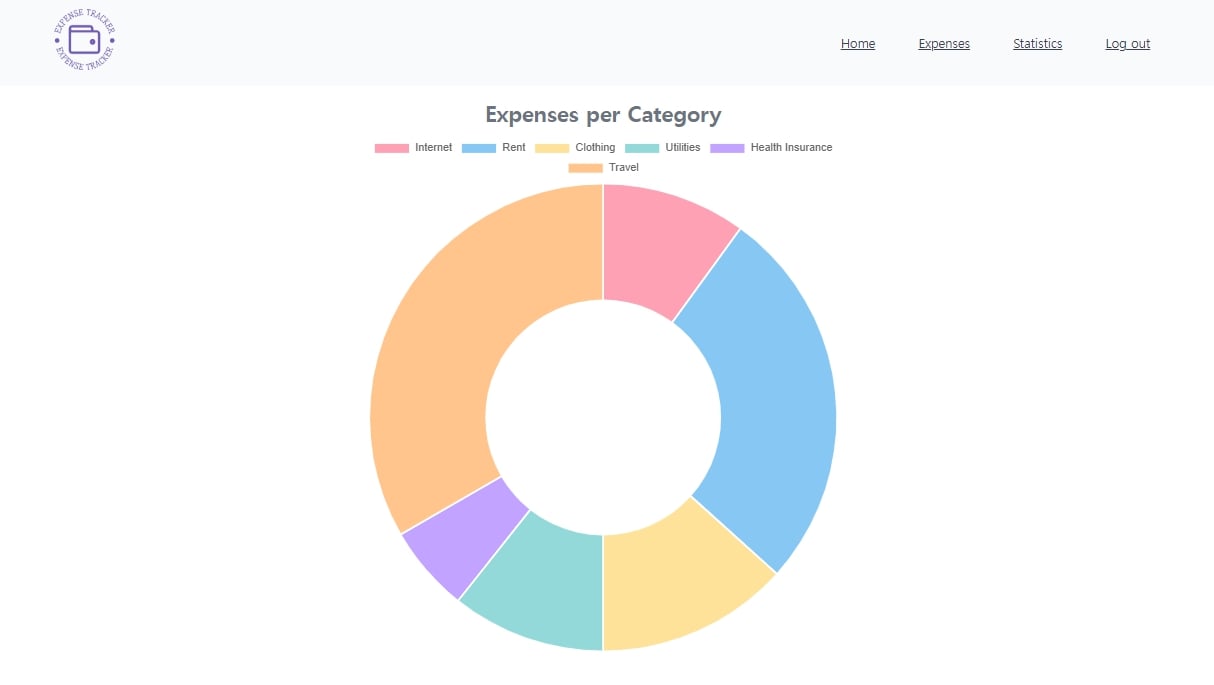 EXPENSE TRACKER
EXPENSE TRACKER
Home Expenses Statistics Log out
Expenses per Category
Internet Rent Clothing Utilities Health Insurance
Travel